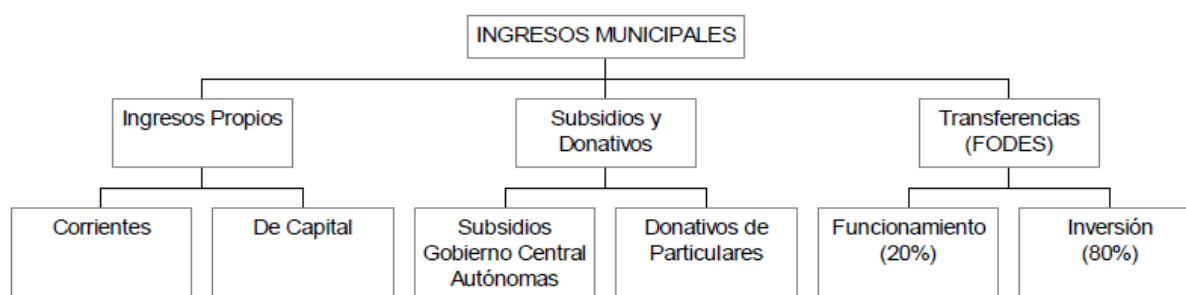 INGRESOS MUNICIPALES
Ingresos Propios
Subsidios y
Donativos
Transferencias
(FODES)
Corrientes
De Capital
Subsidios
Gobierno Central
Autónomas
Donativos de
Particulares
Funcionamiento
(20%)
Inversión
(80%)